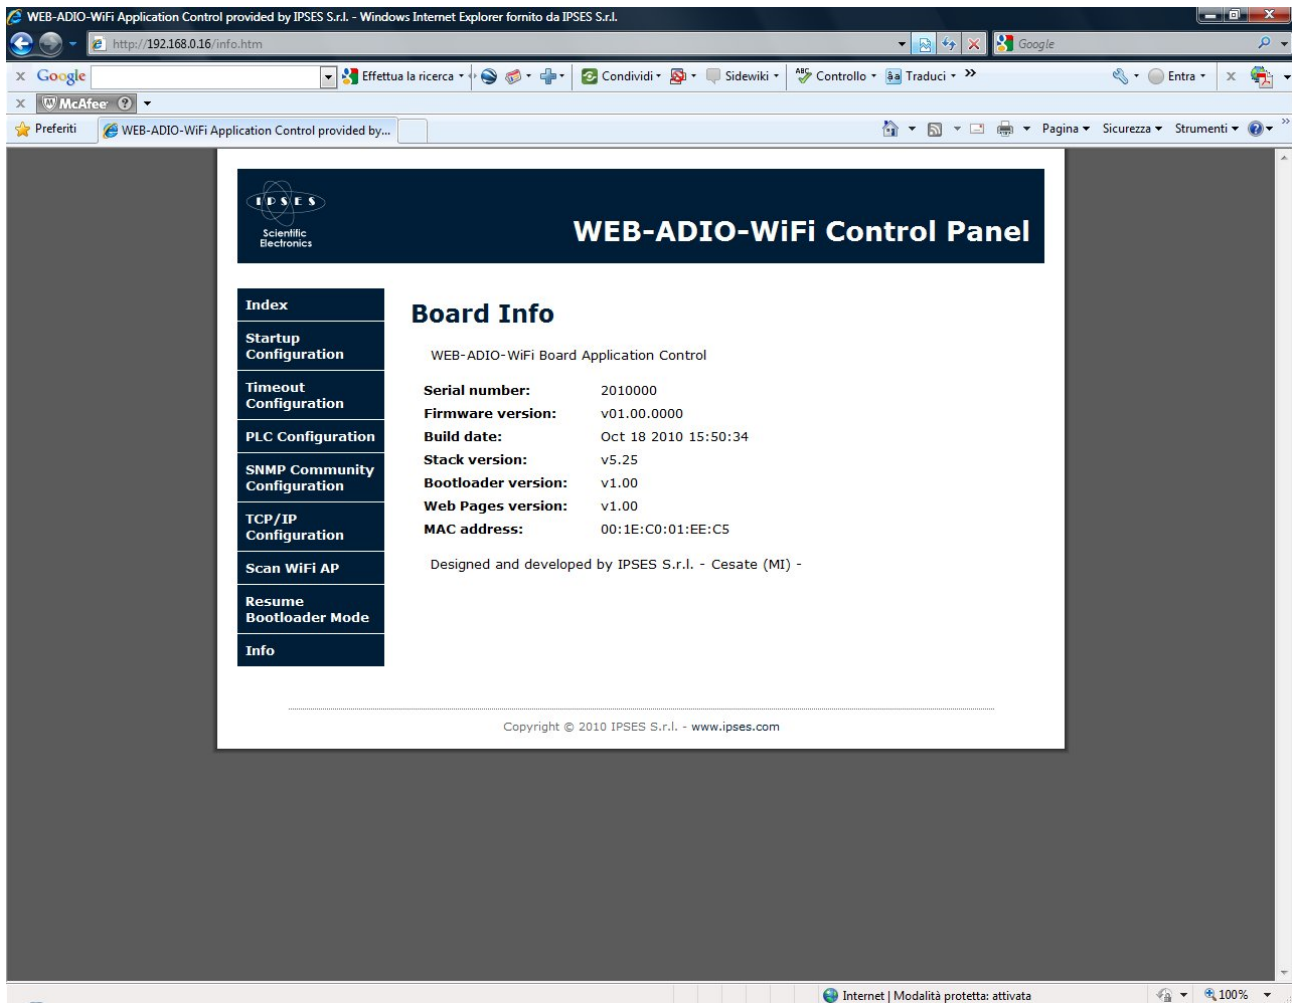 WEB-ADIO-WiFi Application Control provided by IPSES S.r.l. - Windows Internet Explorer fornito da IPSES S.r.l.
http://192.168.0.16/info.htm
Google
x Google Effettua la ricerca Condividi Sidewiki ABC Controllo Traduci » Entra x
x McAfee ?
Preferiti WEB-ADIO-WiFi Application Control provided by... Pagina Sicurezza Strumenti »
IPSES
Scientific
Electronics
WEB-ADIO-WiFi Control Panel
Index
Startup
Configuration
Timeout
Configuration
PLC Configuration
SNMP Community
Configuration
TCP/IP
Configuration
Scan WiFi AP
Resume
Bootloader Mode
Info
Board Info
WEB-ADIO-WiFi Board Application Control
Serial number: 2010000
Firmware version: v01.00.0000
Build date: Oct 18 2010 15:50:34
Stack version: v5.25
Bootloader version: v1.00
Web Pages version: v1.00
MAC address: 00:1E:C0:01:EE:C5
Designed and developed by IPSES S.r.l. - Cesate (MI) -
Copyright © 2010 IPSES S.r.l. - www.ipses.com
Internet | Modalità protetta: attivata 100%